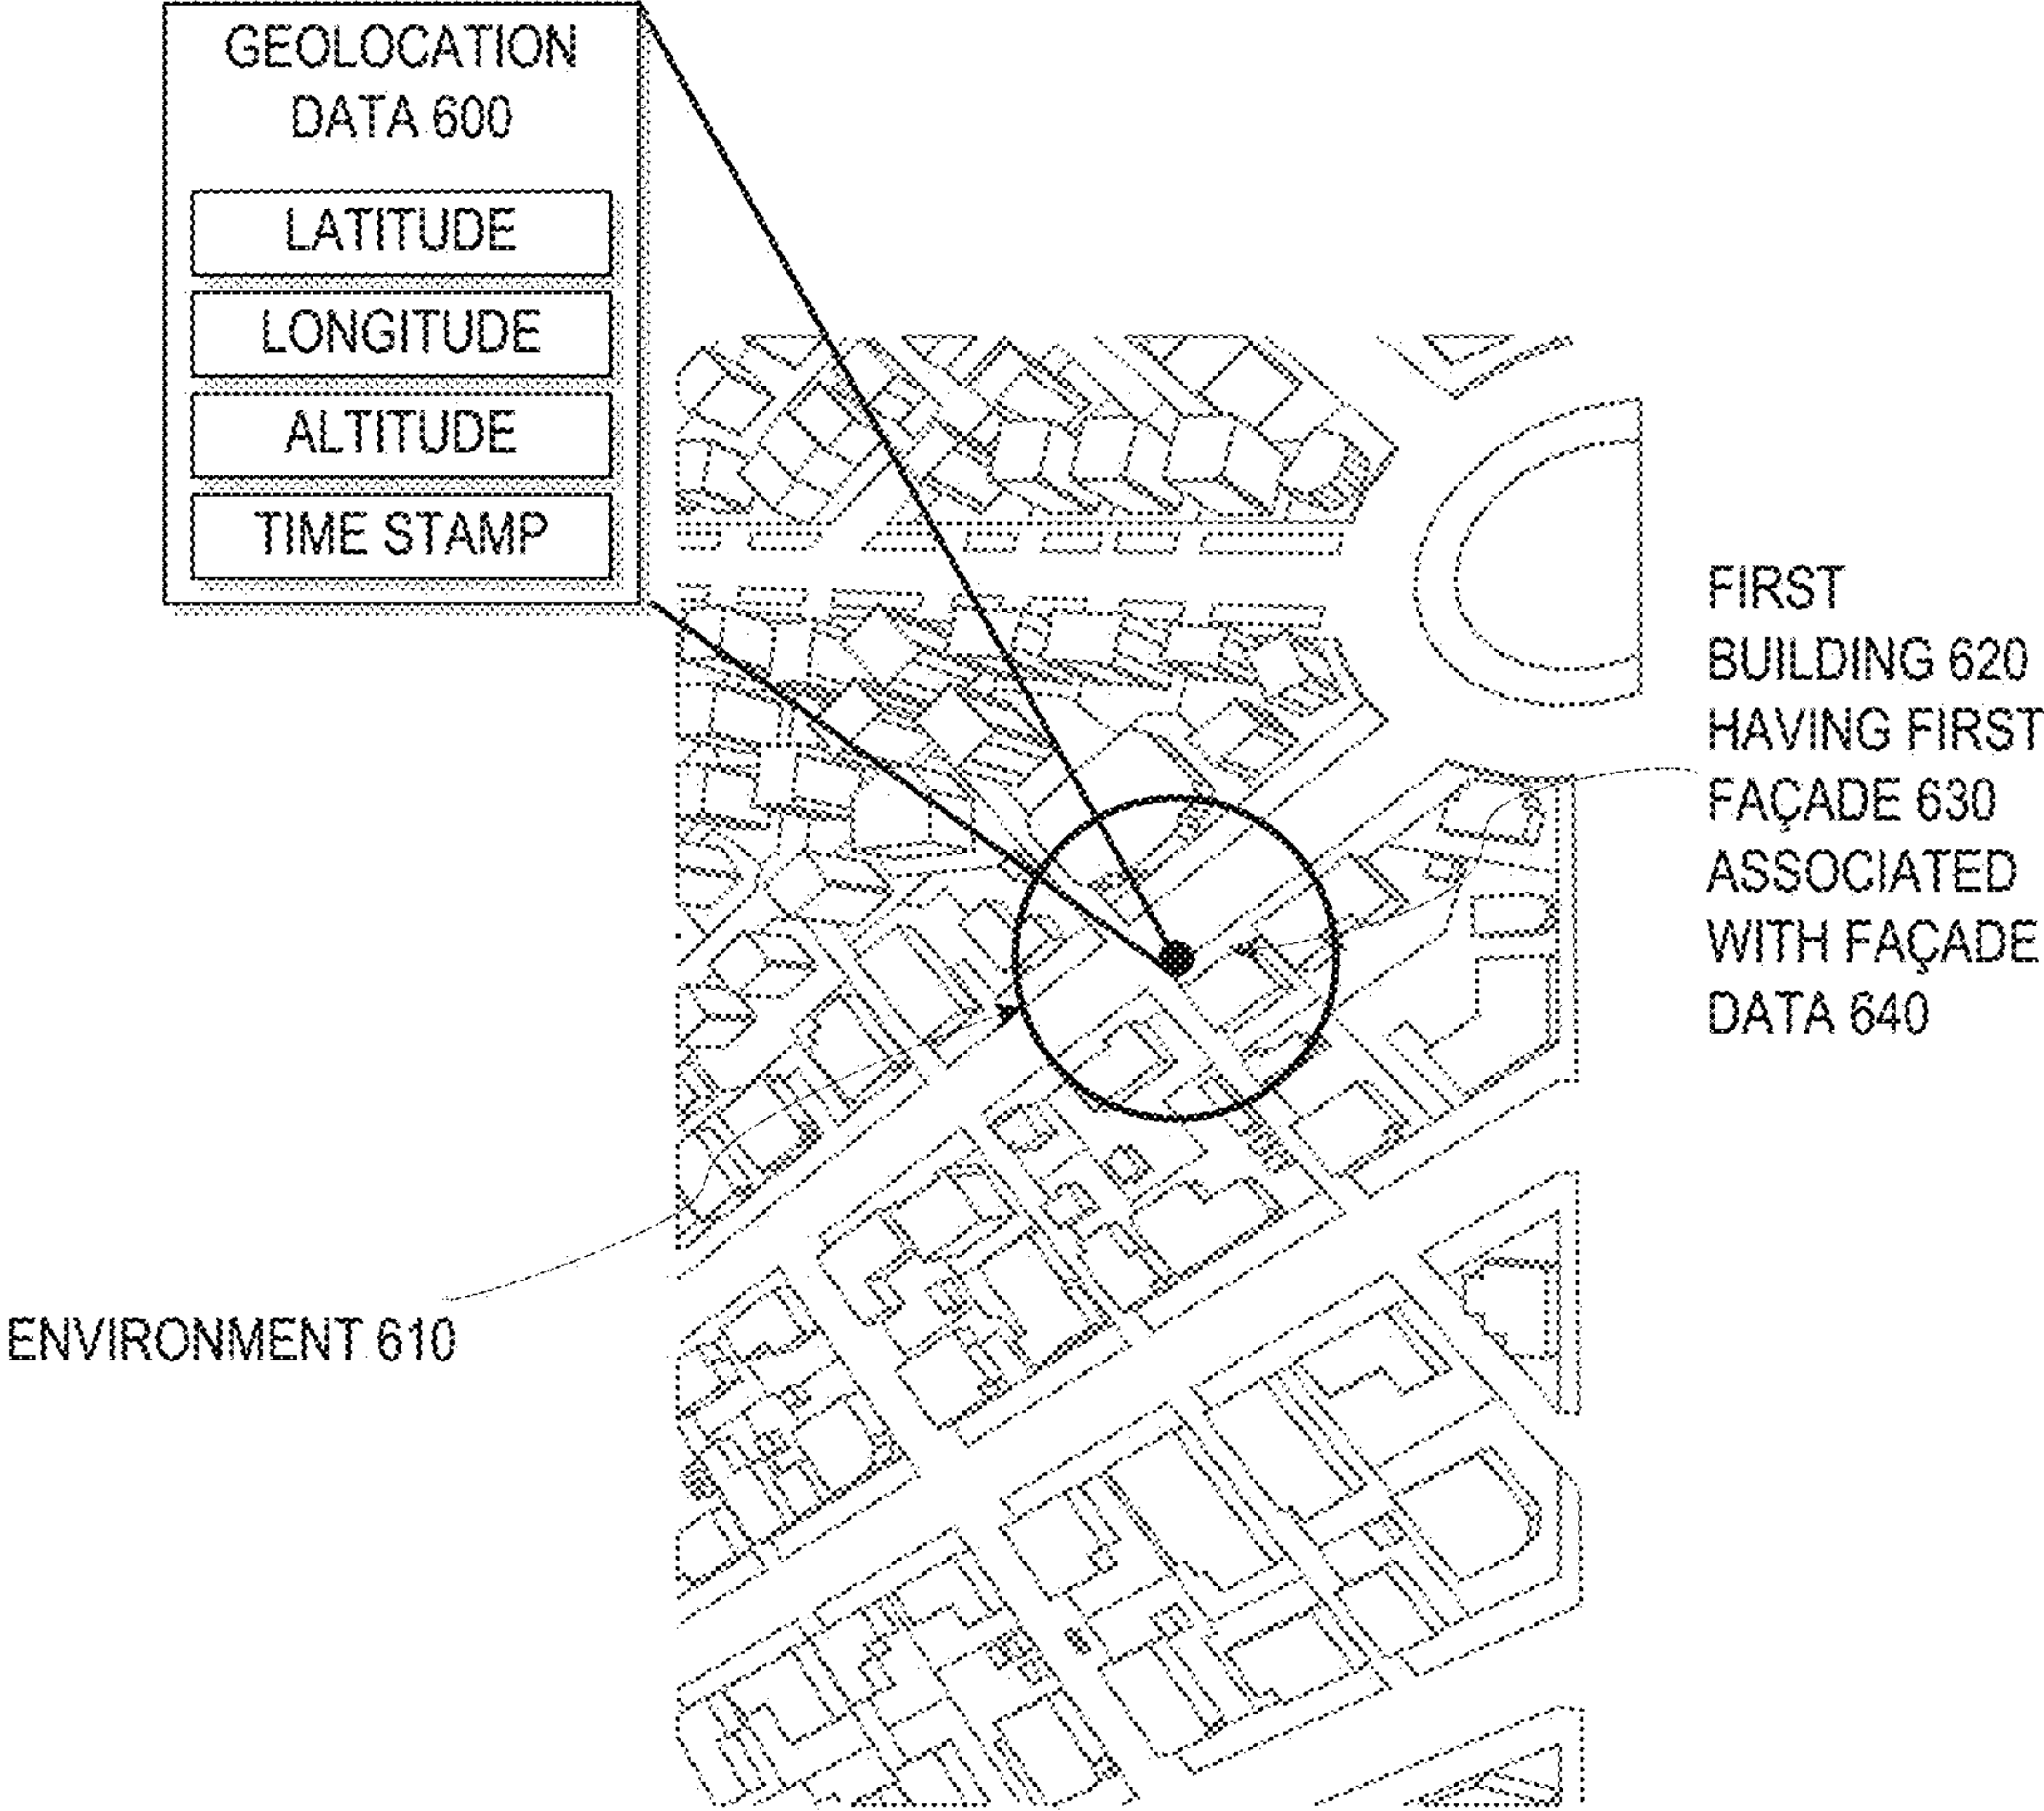 GEOLOCATION
DATA 600
LATITUDE
LONGITUDE
ALTITUDE
TIME STAMP
FIRST
BUILDING 620
HAVING FIRST
FAÇADE 630
ASSOCIATED
WITH FAÇADE
DATA 640
ENVIRONMENT 610